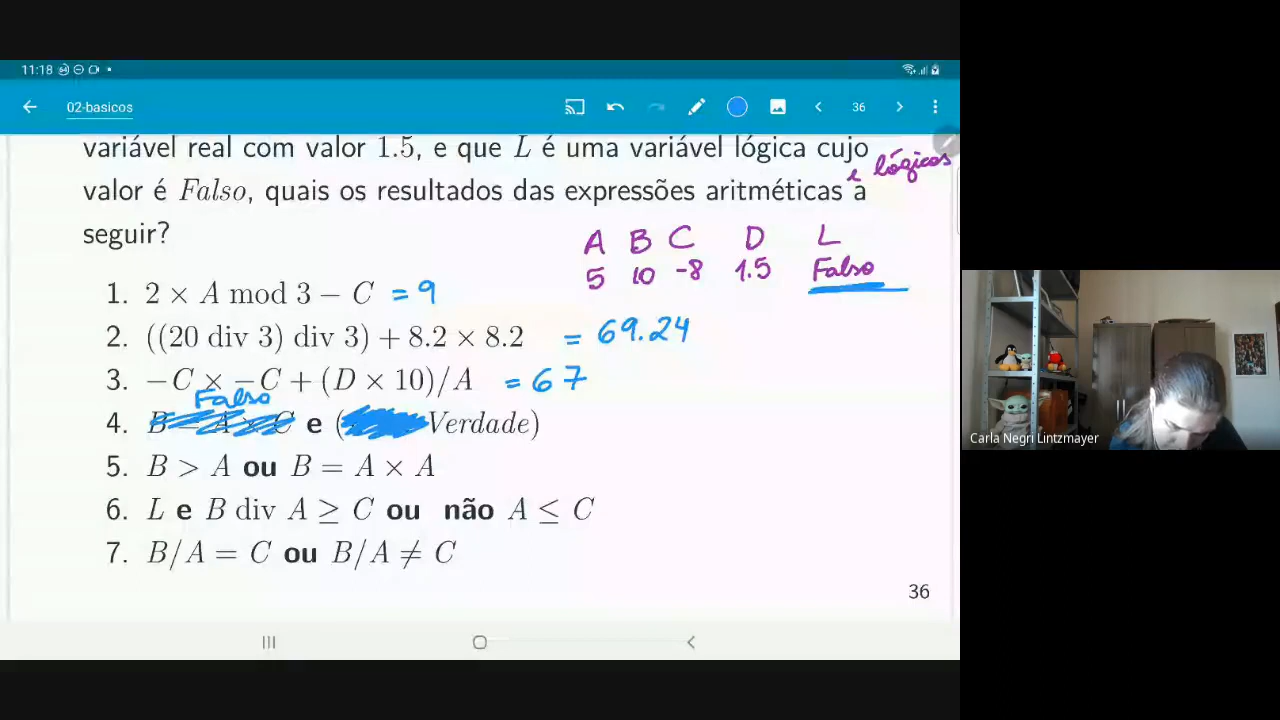 11:18
02-basicos 36
variável real com valor 1.5, e que L é uma variável lógica cujo
e lógicos
valor é Falso, quais os resultados das expressões aritméticas a
seguir?
A B C D L
5 10 -8 1.5 Falso
1. 2 × A mod 3 − C = 9
2. ((20 div 3) div 3) + 8.2 × 8.2 = 69.24
3. −C × −C + (D × 10)/A = 67
Falso
4. B = A × C e ( Verdade)
5. B > A ou B = A × A
6. L e B div A ≥ C ou não A ≤ C
7. B/A = C ou B/A ≠ C
36
Carla Negri Lintzmayer